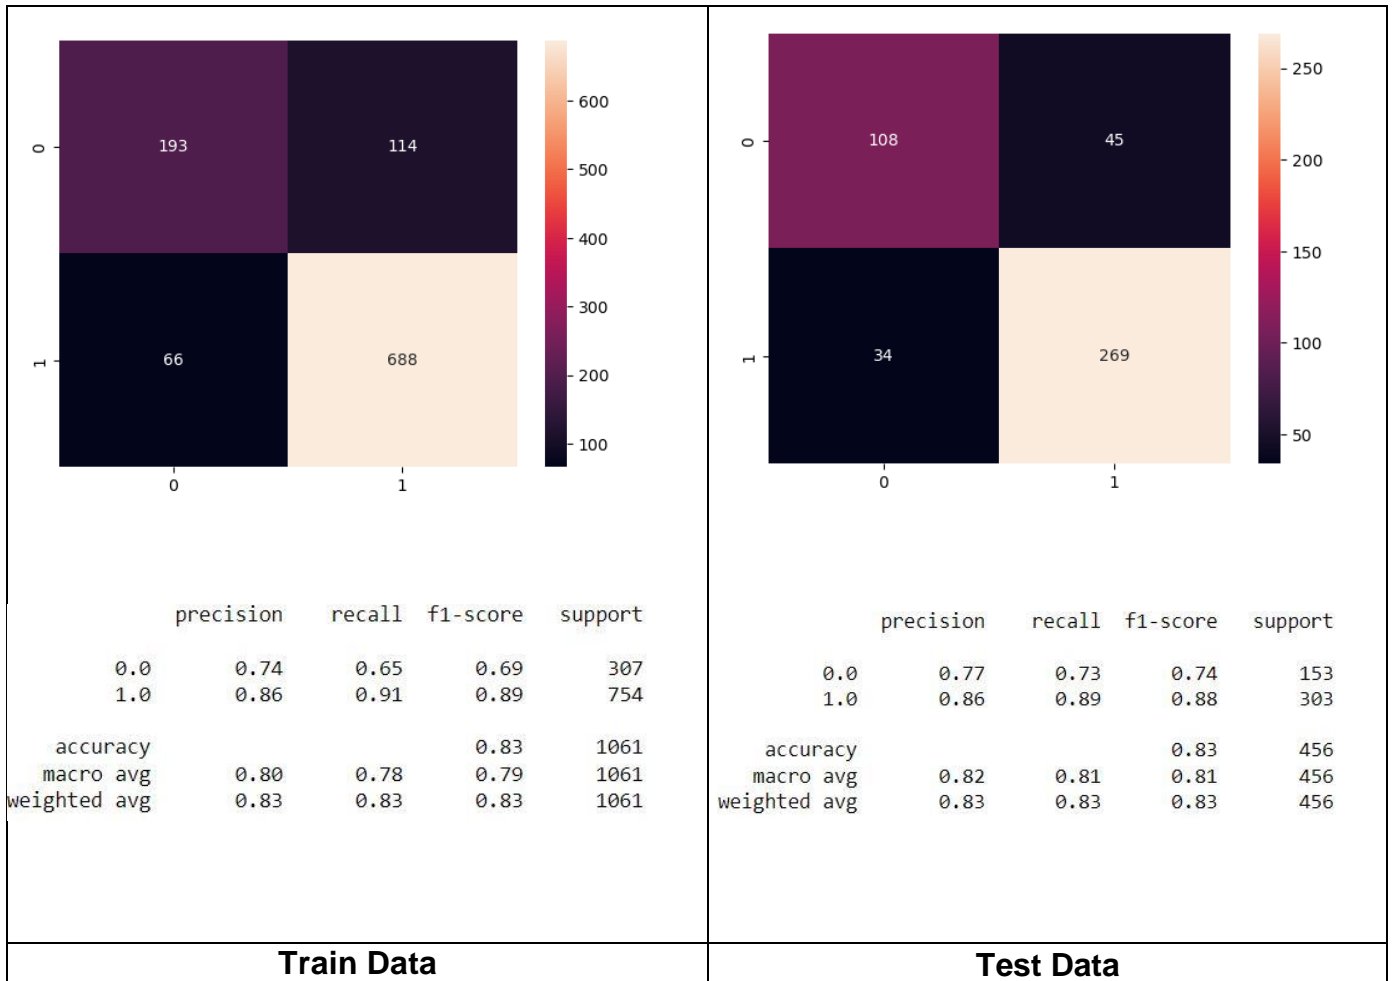 0
193
114
1
66
688
0
1
600
500
400
300
200
100
precision recall f1-score support
0.0 0.74 0.65 0.69 307
1.0 0.86 0.91 0.89 754
accuracy 0.83 1061
macro avg 0.80 0.78 0.79 1061
weighted avg 0.83 0.83 0.83 1061
Train Data
0
108
45
1
34
269
0
1
250
200
150
100
50
precision recall f1-score support
0.0 0.77 0.73 0.74 153
1.0 0.86 0.89 0.88 303
accuracy 0.83 456
macro avg 0.82 0.81 0.81 456
weighted avg 0.83 0.83 0.83 456
Test Data